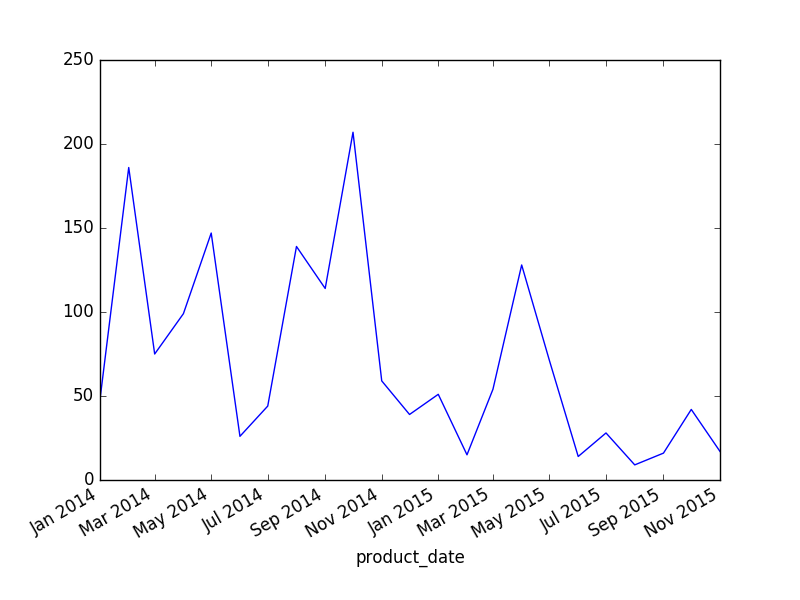 250
200
150
100
50
0
Jan 2014
Mar 2014
May 2014
Jul 2014
Sep 2014
Nov 2014
Jan 2015
Mar 2015
May 2015
Jul 2015
Sep 2015
Nov 2015
product_date